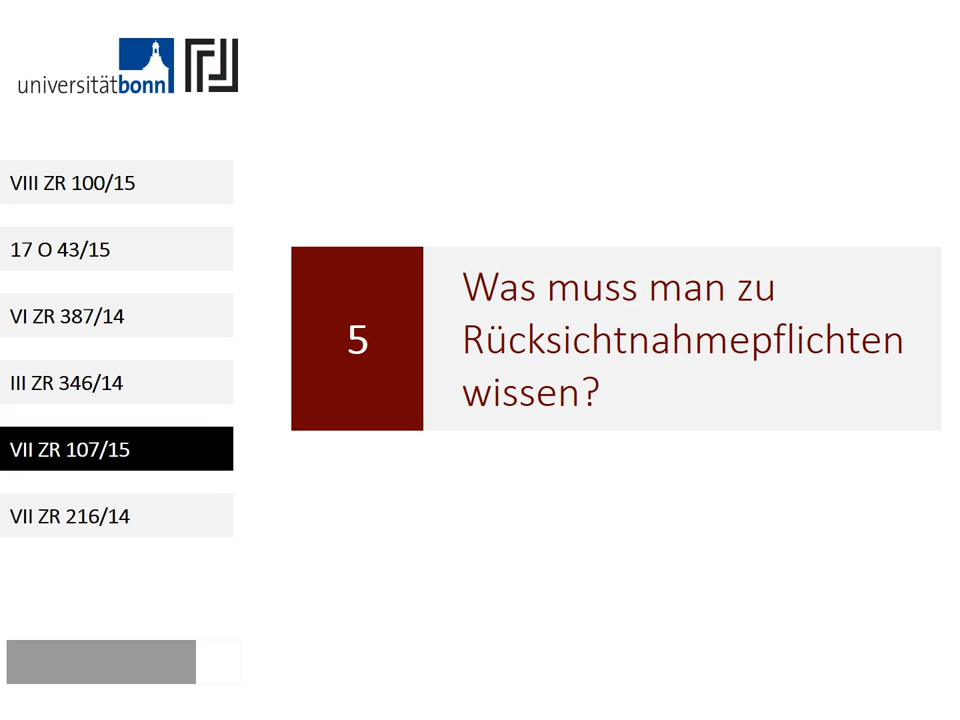 universitätbonn
VIII ZR 100/15
17 O 43/15
VI ZR 387/14
III ZR 346/14
VII ZR 107/15
VII ZR 216/14
5
Was muss man zu
Rücksichtnahmepflichten
wissen?